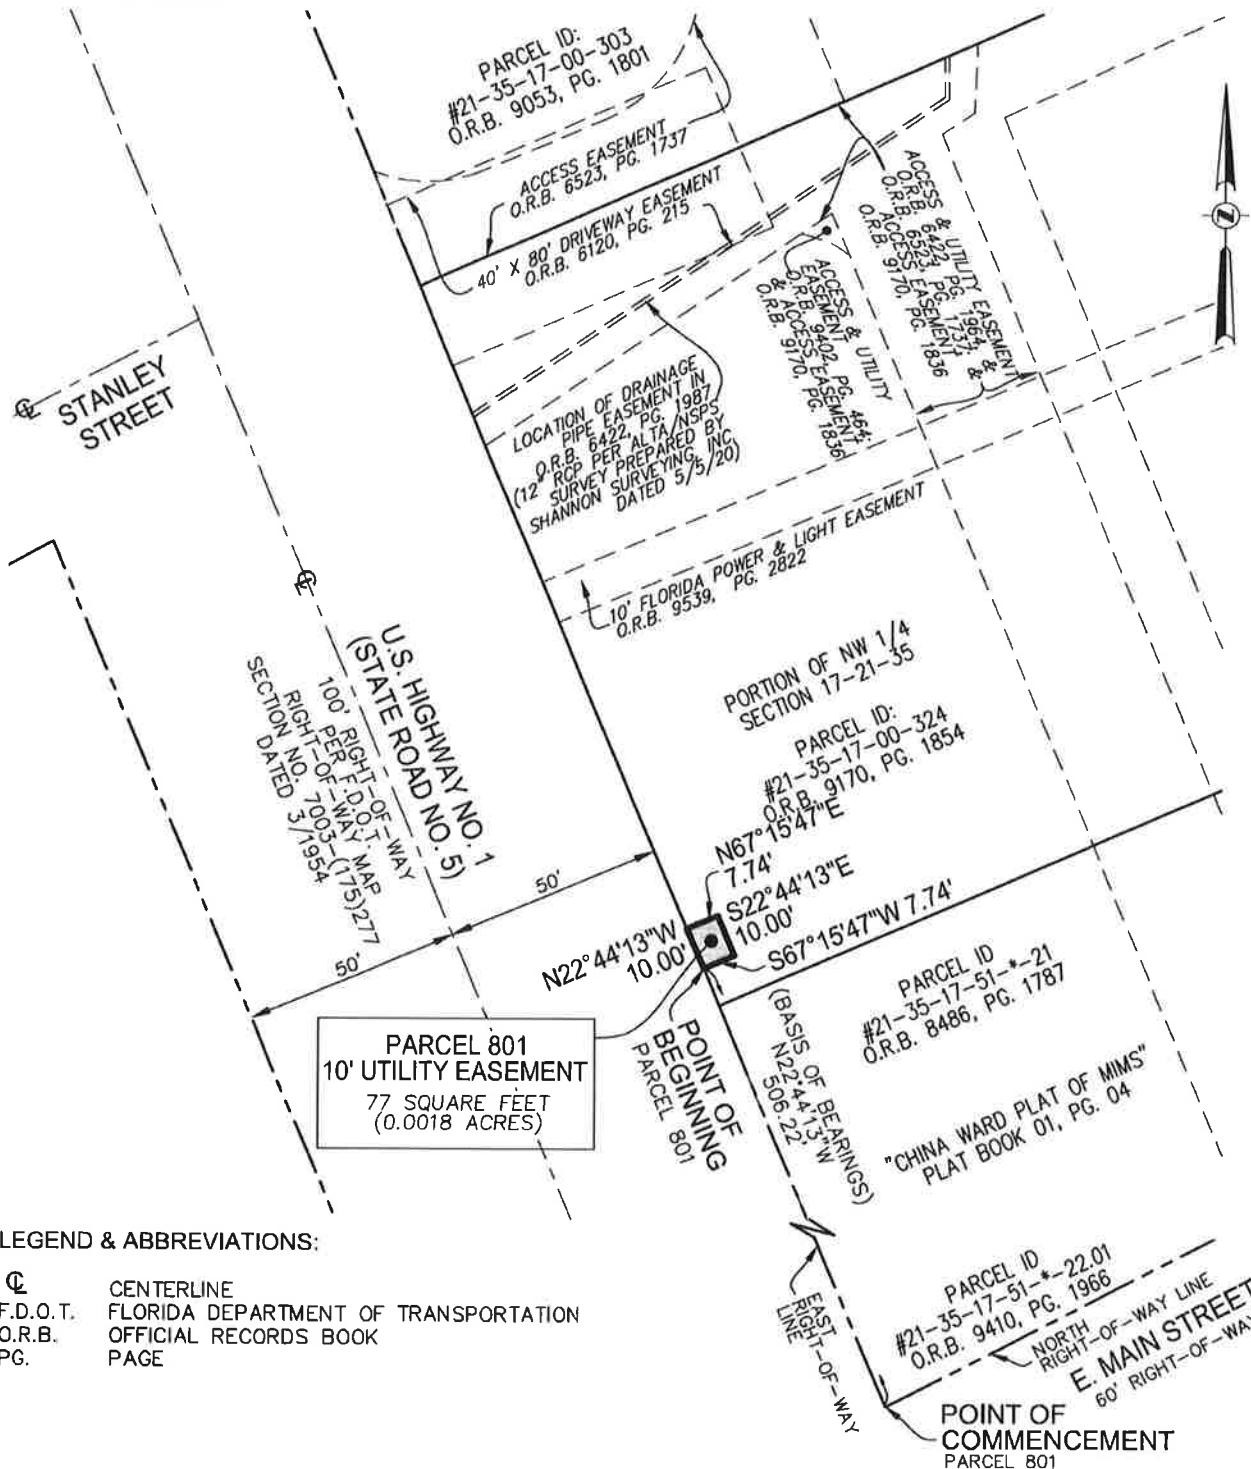 PARCEL ID:
#21-35-17-00-303
O.R.B. 9053, PG. 1801
ACCESS EASEMENT
O.R.B. 6523, PG. 1737
40' X 80' DRIVEWAY EASEMENT
O.R.B. 6120, PG. 215
ACCESS & UTILITY EASEMENT
O.R.B. 6422, PG. 1964, &
O.R.B. 6523, PG. 1737, &
ACCESS EASEMENT
O.R.B. 9170, PG. 1836
ACCESS & UTILITY
EASEMENT
O.R.B. 9402, PG. 464;
& ACCESS EASEMENT
O.R.B. 9170, PG. 1836
Z
℄ STANLEY
STREET
LOCATION OF DRAINAGE
PIPE EASEMENT IN
O.R.B. 6422, PG. 1987
(12" RCP PER ALTA/NSPS
SURVEY PREPARED BY
SHANNON SURVEYING, INC.
DATED 5/5/20)
10' FLORIDA POWER & LIGHT EASEMENT
O.R.B. 9539, PG. 2822
℄
U.S. HIGHWAY NO. 1
(STATE ROAD NO. 5)
100' RIGHT-OF-WAY
PER F.D.O.T.
RIGHT-OF-WAY MAP
SECTION NO. 7003-(175)277
DATED 3/1954
PORTION OF NW 1/4
SECTION 17-21-35
PARCEL ID:
#21-35-17-00-324
O.R.B. 9170, PG. 1854
N67°15'47"E
7.74'
S22°44'13"E
10.00'
S67°15'47"W 7.74'
N22°44'13"W
10.00'
50'
50'
PARCEL 801
10' UTILITY EASEMENT
77 SQUARE FEET
(0.0018 ACRES)
POINT OF
BEGINNING
PARCEL 801
(BASIS OF BEARINGS)
N22°44'13"W
506.22'
PARCEL ID
#21-35-17-51-*-21
O.R.B. 8486, PG. 1787
"CHINA WARD PLAT OF MIMS"
PLAT BOOK 01, PG. 04
PARCEL ID
#21-35-17-51-*-22.01
O.R.B. 9410, PG. 1966
EAST
RIGHT-OF-WAY
LINE
NORTH
RIGHT-OF-WAY LINE
E. MAIN STREET
60' RIGHT-OF-WAY
POINT OF
COMMENCEMENT
PARCEL 801
LEGEND & ABBREVIATIONS:
℄ CENTERLINE
F.D.O.T. FLORIDA DEPARTMENT OF TRANSPORTATION
O.R.B. OFFICIAL RECORDS BOOK
PG. PAGE